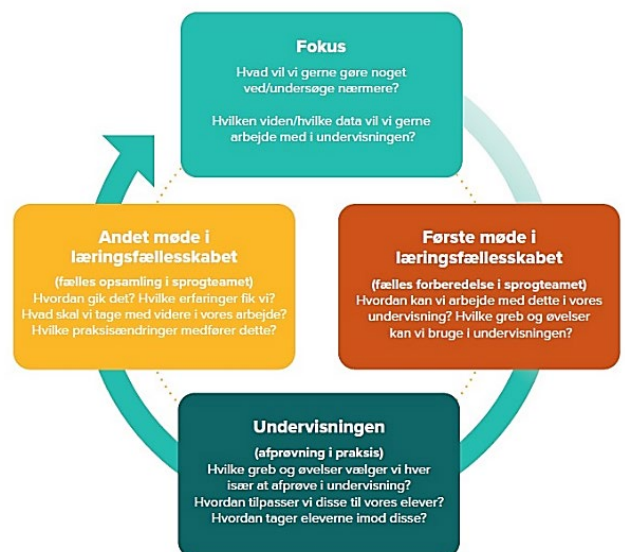 Fokus
Hvad vil vi gerne gøre noget
ved/undersøge nærmere?
Hvilken viden/hvilke data vil vi gerne
arbejde med i undervisningen?
Første møde i
læringsfællesskabet
(fælles forberedelse i sprogteamet)
Hvordan kan vi arbejde med dette i vores
undervisning? Hvilke greb og øvelser
kan vi bruge i undervisningen?
Undervisningen
(afprøvning i praksis)
Hvilke greb og øvelser vælger vi hver
især at afprøve i undervisning?
Hvordan tilpasser vi disse til vores elever?
Hvordan tager eleverne imod disse?
Andet møde i
læringsfællesskabet
(fælles opsamling i sprogteamet)
Hvordan gik det? Hvilke erfaringer fik vi?
Hvad skal vi tage med videre i vores arbejde?
Hvilke praksisændringer medfører dette?